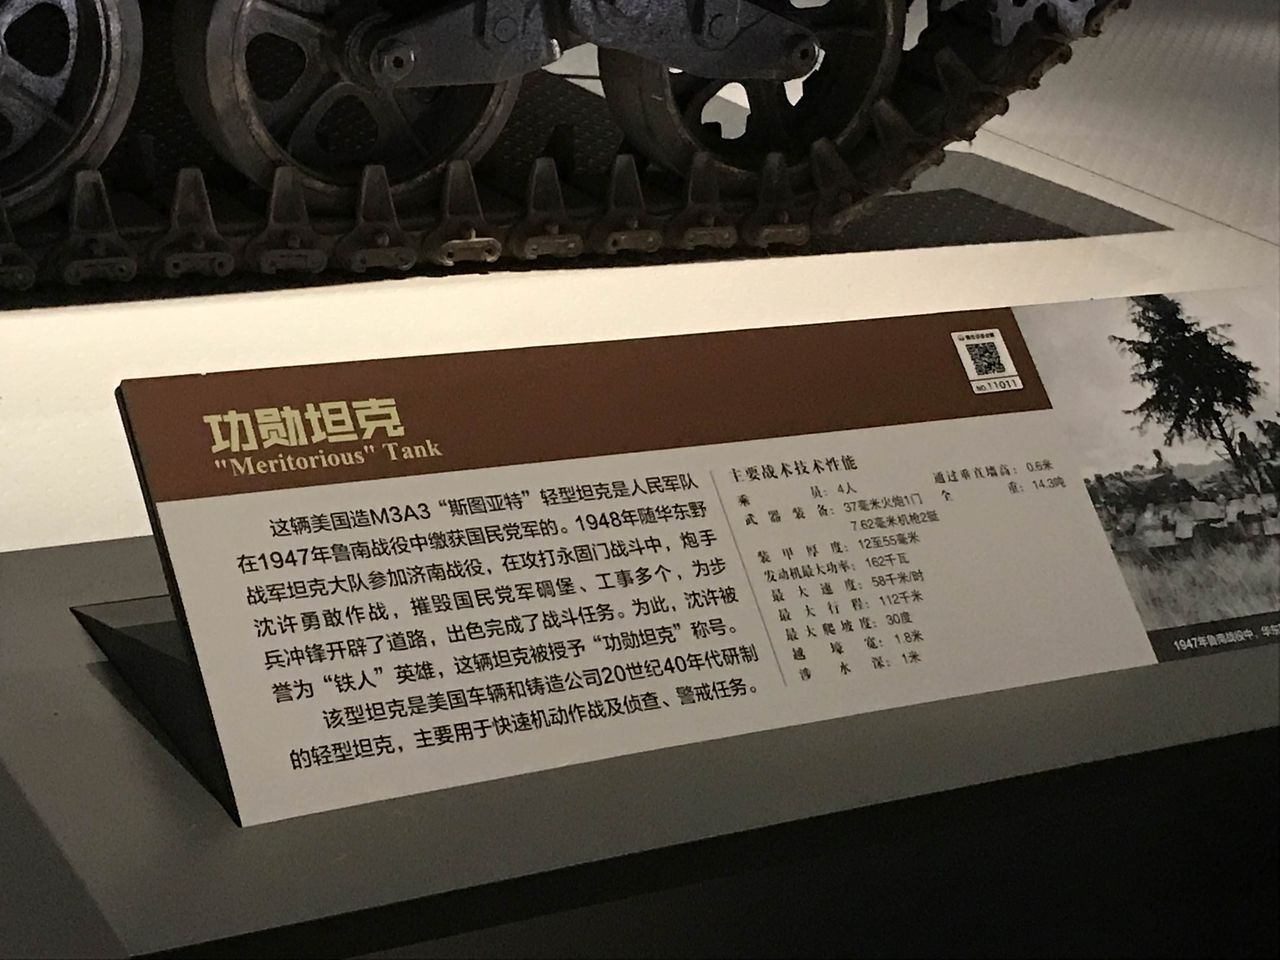 功勋坦克
"Meritorious" Tank
NO.11011
这辆美国造M3A3“斯图亚特”轻型坦克是人民军队
在1947年鲁南战役中缴获国民党军的。1948年随华东野
战军坦克大队参加济南战役，在攻打永固门战斗中，炮手
沈许勇敢作战，摧毁国民党军碉堡、工事多个，为步
兵冲锋开辟了道路，出色完成了战斗任务。为此，沈许被
誉为“铁人”英雄，这辆坦克被授予“功勋坦克”称号。
该型坦克是美国车辆和铸造公司20世纪40年代研制
的轻型坦克，主要用于快速机动作战及侦查、警戒任务。
主要战术技术性能
乘员：4人
武器装备：37毫米火炮1门
7.62毫米机枪2挺
装甲厚度：12至55毫米
发动机最大功率：162千瓦
最大速度：58千米/时
最大行程：112千米
最大爬坡度：30度
越壕宽：1.8米
涉水深：1米
通过垂直墙高：0.6米
全重：14.3吨
1947年鲁南战役中，华东